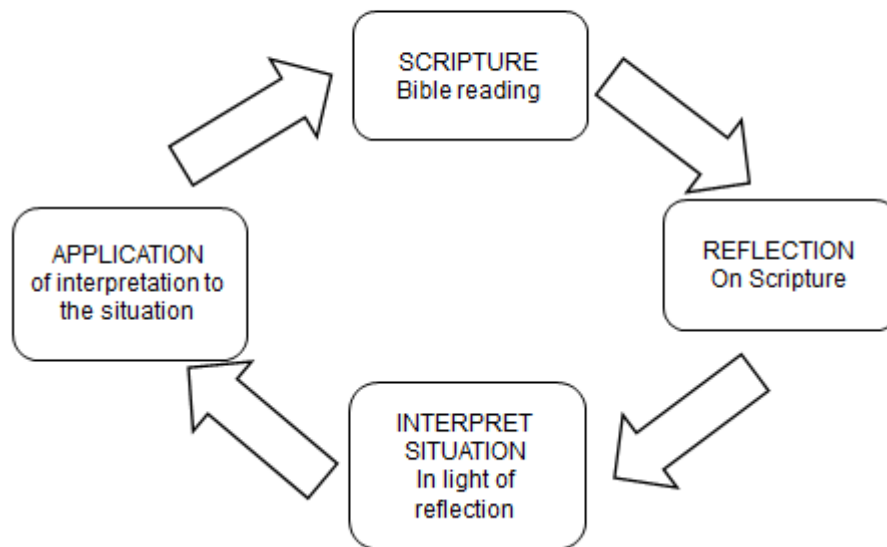 SCRIPTURE
Bible reading
REFLECTION
On Scripture
INTERPRET
SITUATION
In light of
reflection
APPLICATION
of interpretation to
the situation